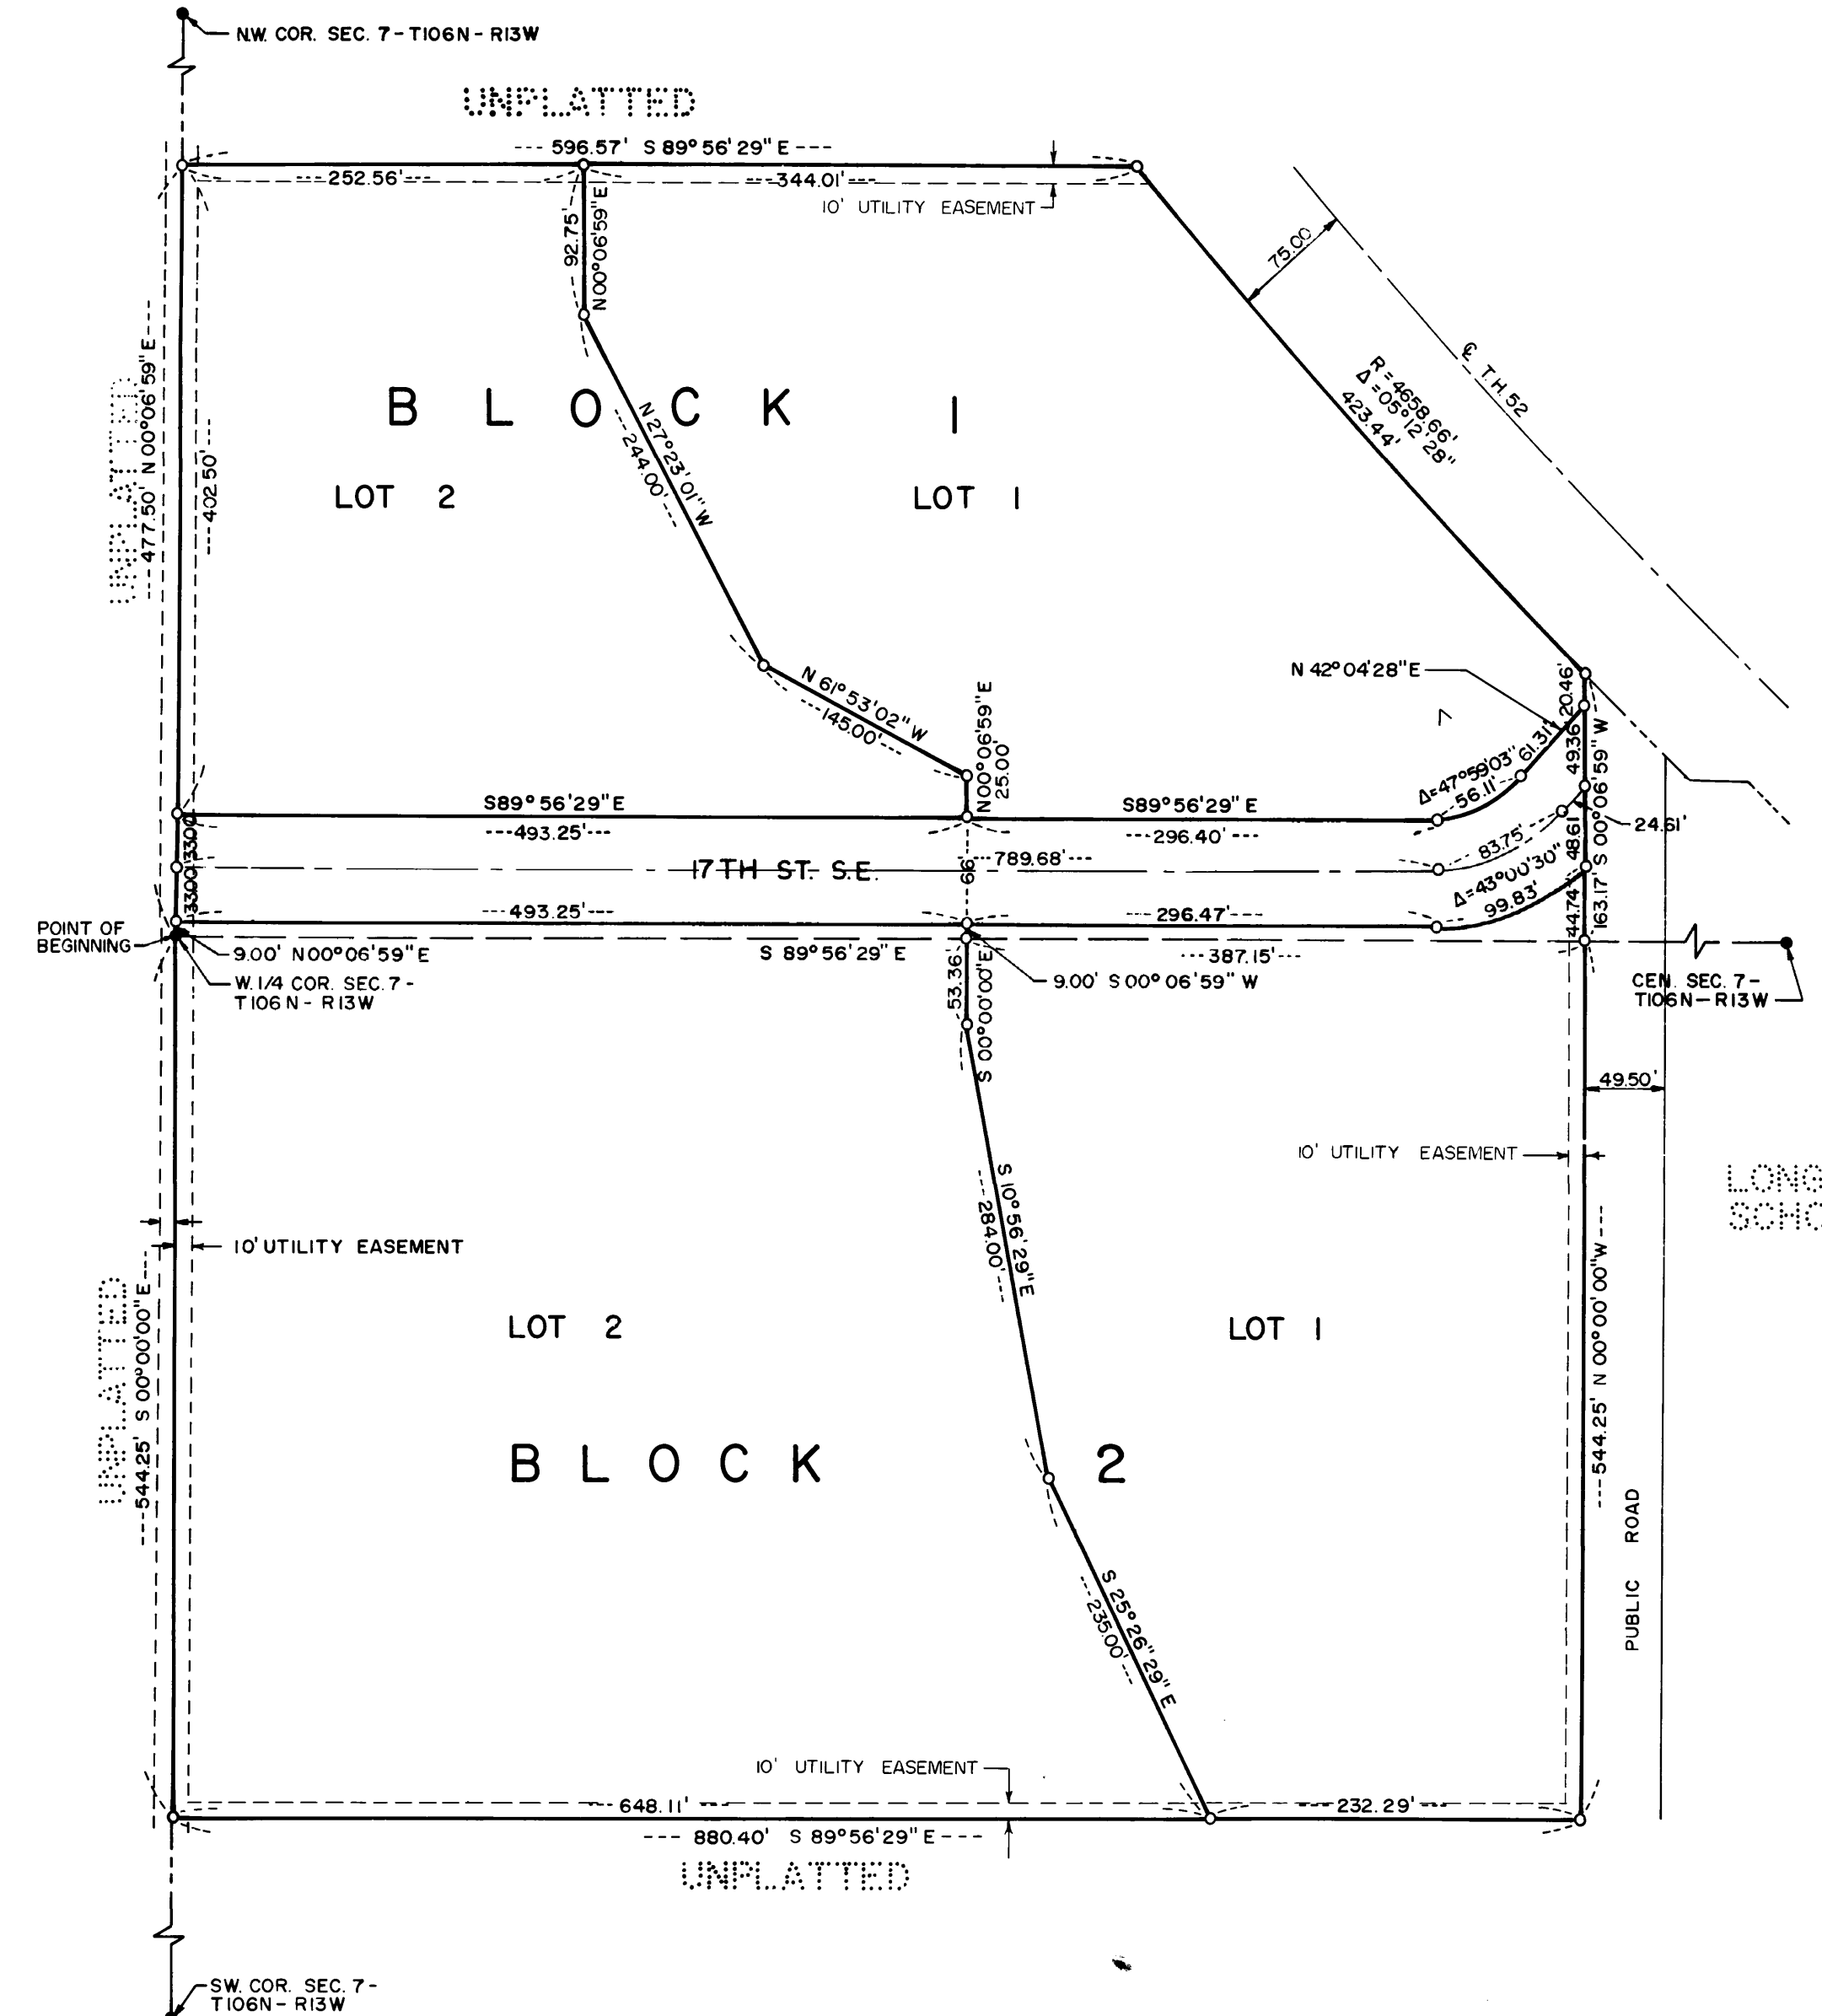 N.W. COR. SEC. 7-T106N-R13W
UNPLATTED
--- 596.57' S 89°56'29" E ---
---252.56'---
---344.01'---
10' UTILITY EASEMENT
92.75'
N 00°06'59" E
75.00
℄ T.H. 52
R = 4658.66'
Δ = 05°12'28"
423.44'
UNPLATTED
---477.50' N 00°06'59" E---
---402.50'---
BLOCK 1
LOT 2
LOT 1
N 27°23'01" W
---244.00'---
N 61°53'02" W
---145.00'---
N 00°06'59" E
25.00'
N 42°04'28" E
20.46'
61.31'
49.36'
Δ=47°59'03"
56.11'
S89°56'29"E
---493.25'---
S89°56'29"E
---296.40'---
33.00
33.00
17TH ST. S.E.
66
---789.68'---
83.75'
48.61'
24.61'
Δ=43°00'30"
99.83'
44.74'
163.17' S 00°06'59" W
---493.25'---
---296.47'---
POINT OF
BEGINNING
9.00' N00°06'59" E
S 89°56'29" E
---387.15'---
W. 1/4 COR. SEC. 7-
T106N-R13W
53.36'
S 00°00'00" E
9.00' S 00°06'59" W
CEN. SEC. 7-
T106N-R13W
49.50'
10' UTILITY EASEMENT
LONG
SCHO
S 10°56'29" E
---284.00'---
10' UTILITY EASEMENT
UNPLATTED
---544.25' S 00°00'00" E---
---544.25' N 00°00'00" W---
LOT 2
LOT 1
BLOCK 2
PUBLIC ROAD
S 25°26'29" E
---235.00'---
10' UTILITY EASEMENT
---648.11'---
---232.29'---
--- 880.40' S 89°56'29" E---
UNPLATTED
SW. COR. SEC. 7-
T106N-R13W